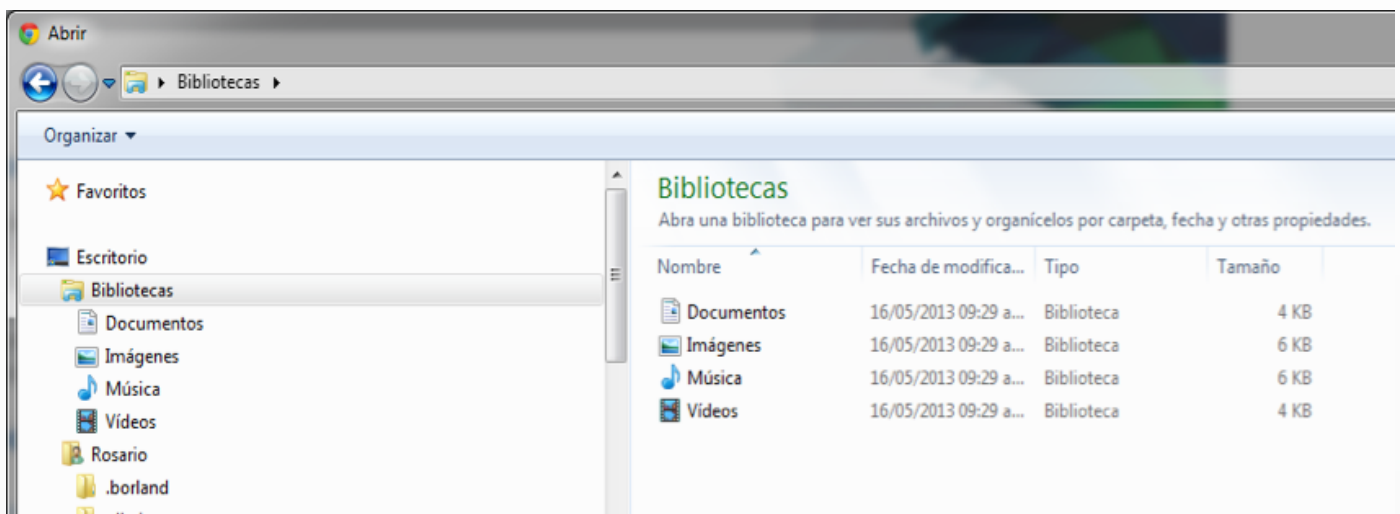 Abrir
Bibliotecas
Organizar
Favoritos
Escritorio
Bibliotecas
Documentos
Imágenes
Música
Vídeos
Rosario
.borland
Bibliotecas
Abra una biblioteca para ver sus archivos y organícelos por carpeta, fecha y otras propiedades.
Nombre Fecha de modifica... Tipo Tamaño
Documentos 16/05/2013 09:29 a... Biblioteca 4 KB
Imágenes 16/05/2013 09:29 a... Biblioteca 6 KB
Música 16/05/2013 09:29 a... Biblioteca 6 KB
Vídeos 16/05/2013 09:29 a... Biblioteca 4 KB